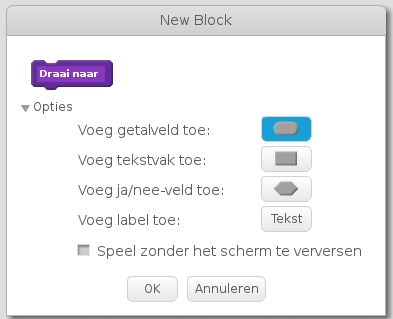 New Block
Draai naar
Opties
Voeg getalveld toe:
Voeg tekstvak toe:
Voeg ja/nee-veld toe:
Voeg label toe: Tekst
Speel zonder het scherm te verversen
OK Annuleren